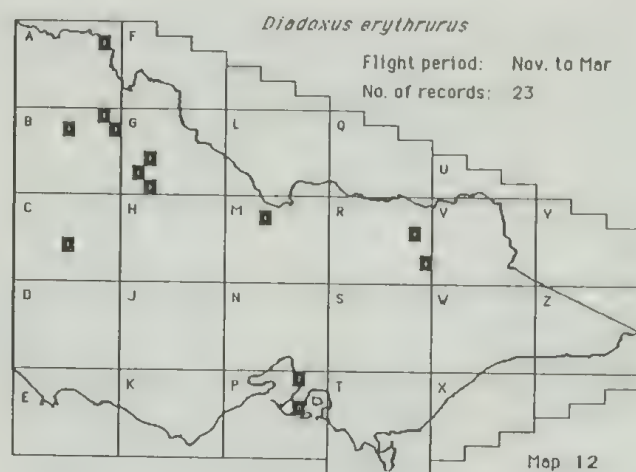 Diadoxus erythrurus
Flight period: Nov. to Mar
No. of records: 23
A F
B G L Q
U
C H M R V Y
D J N S W Z
E K P T X
Map 12